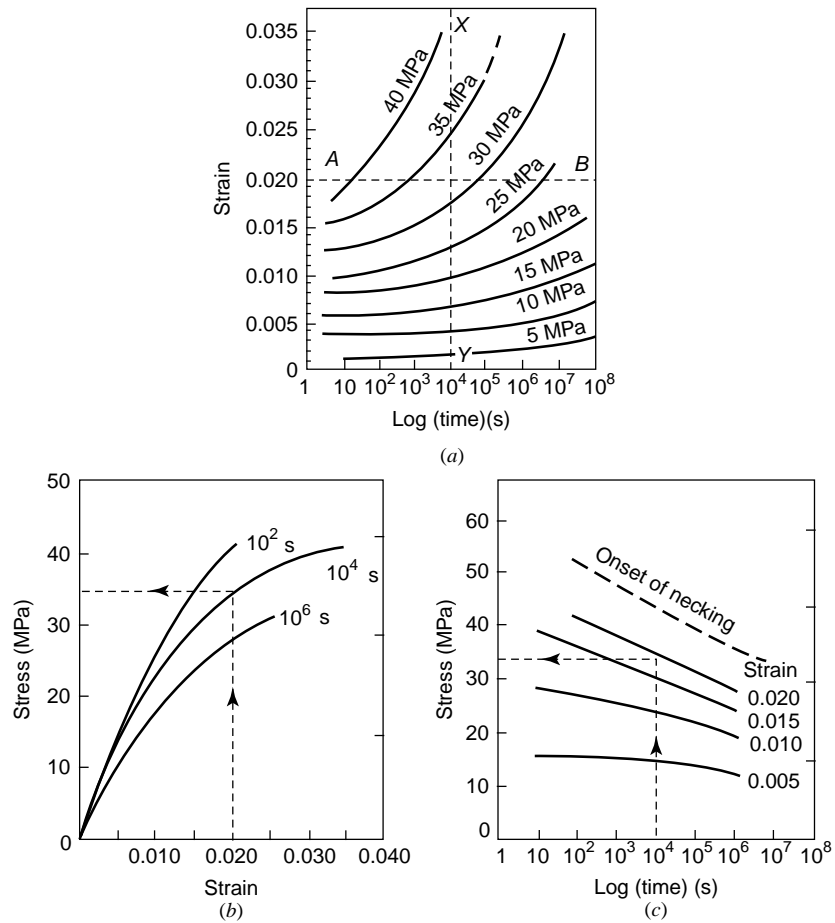 0.035
0.030
0.025
0.020
0.015
0.010
0.005
0
Strain
X
A
B
Y
40 MPa
35 MPa
30 MPa
25 MPa
20 MPa
15 MPa
10 MPa
5 MPa
1 10 10² 10³ 10⁴ 10⁵ 10⁶ 10⁷ 10⁸
Log (time)(s)
(a)
50
40
30
20
10
0
Stress (MPa)
10² s
10⁴ s
10⁶ s
0.010 0.020 0.030 0.040
Strain
(b)
60
50
40
30
20
10
0
Stress (MPa)
Onset of necking
Strain
0.020
0.015
0.010
0.005
1 10 10² 10³ 10⁴ 10⁵ 10⁶ 10⁷ 10⁸
Log (time) (s)
(c)